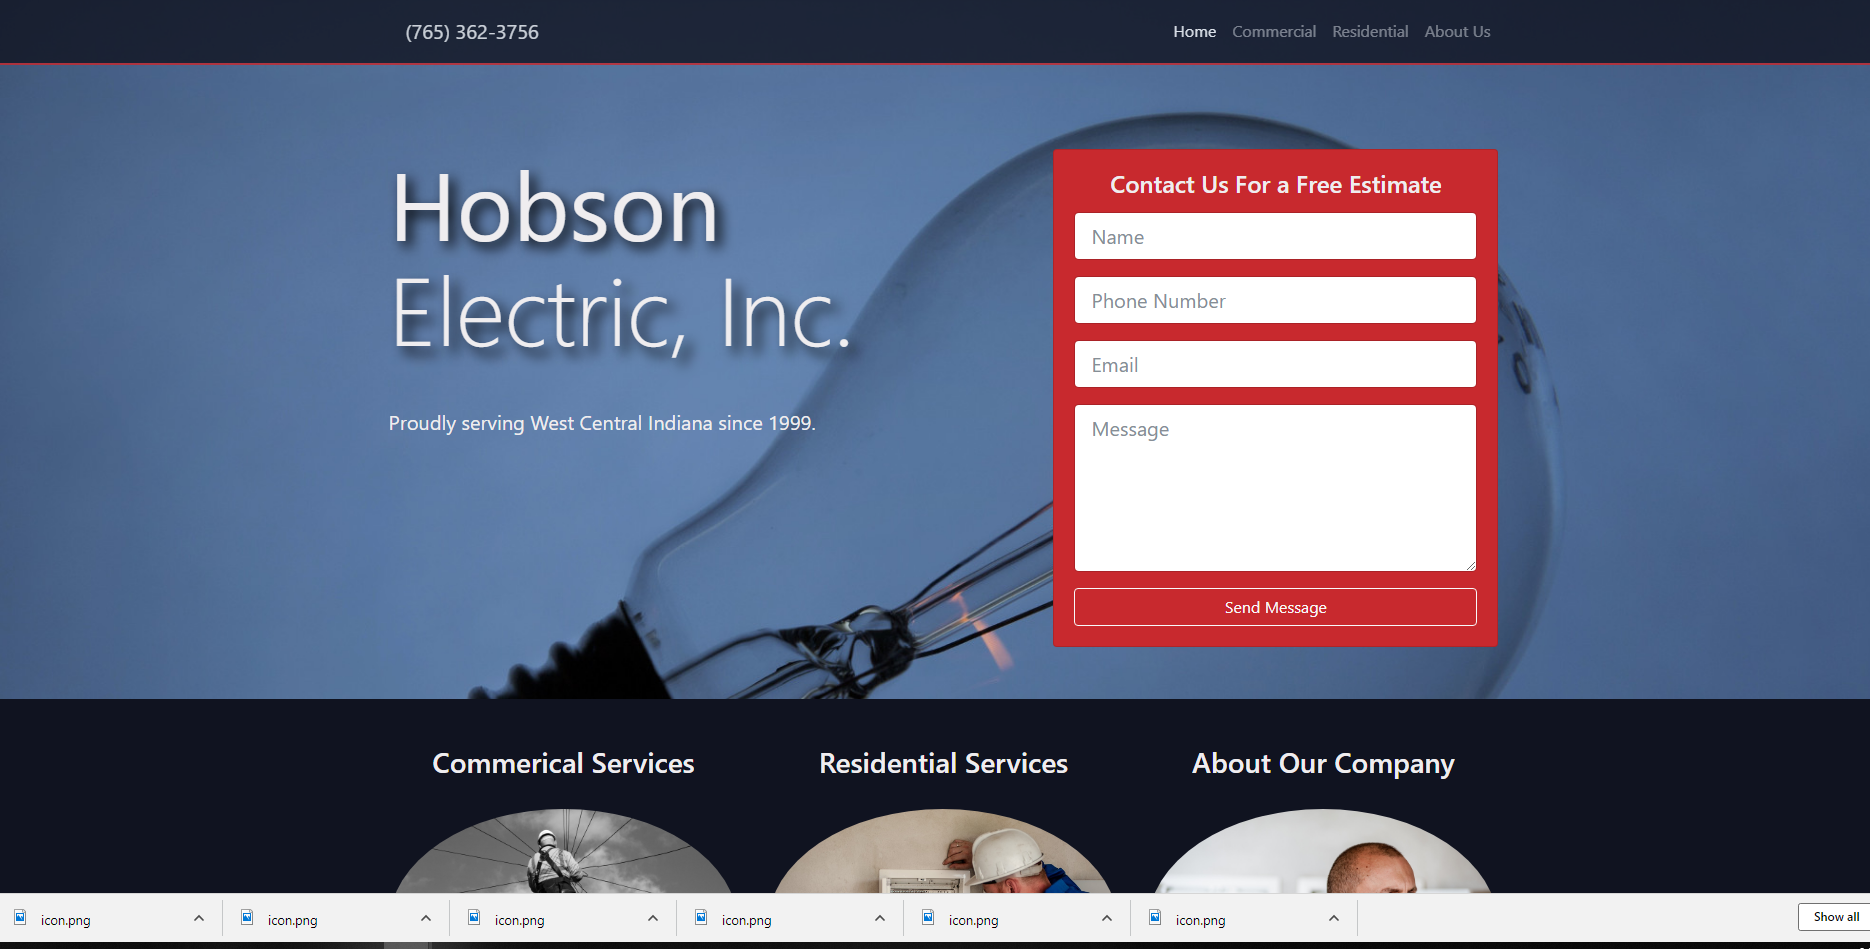 (765) 362-3756
Home Commercial Residential About Us
Hobson
Electric, Inc.
Proudly serving West Central Indiana since 1999.
Contact Us For a Free Estimate
Name
Phone Number
Email
Message
Send Message
Commerical Services
Residential Services
About Our Company
icon.png icon.png icon.png icon.png icon.png icon.png Show all